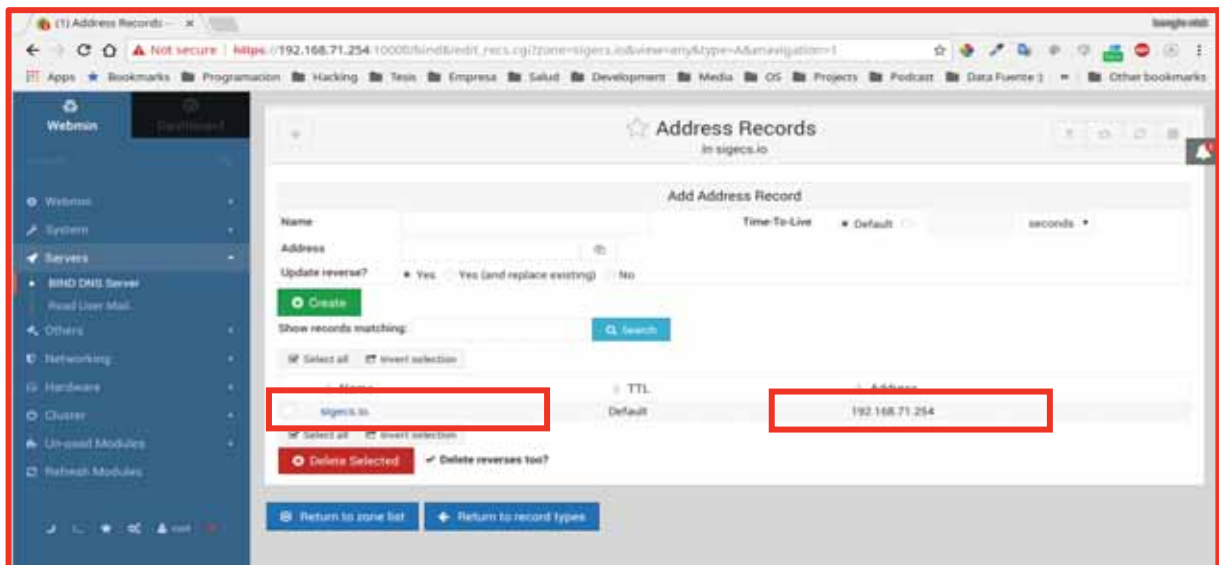 (1) Address Records
Not secure | https://192.168.71.254:10000/bind8/edit_recs.cgi?zone=sigecs.io&view=any&type=A&navigation=1
Apps Bookmarks Programacion Hacking Tesis Empresa Salud Development Media OS Projects Podcast Data Fuente Other bookmarks
Webmin Dashboard
Address Records
In sigecs.io
Add Address Record
Webmin
Name Time-To-Live Default seconds
System
Address
Servers
Update reverse? Yes Yes (and replace existing) No
BIND DNS Server
Read User Mail
Create
Others
Show records matching: Search
Networking
Select all Invert selection
Hardware
Name TTL Address
Cluster
sigecs.io Default 192.168.71.254
Un-used Modules
Select all Invert selection
Refresh Modules
Delete Selected Delete reverses too?
Return to zone list Return to record types
root